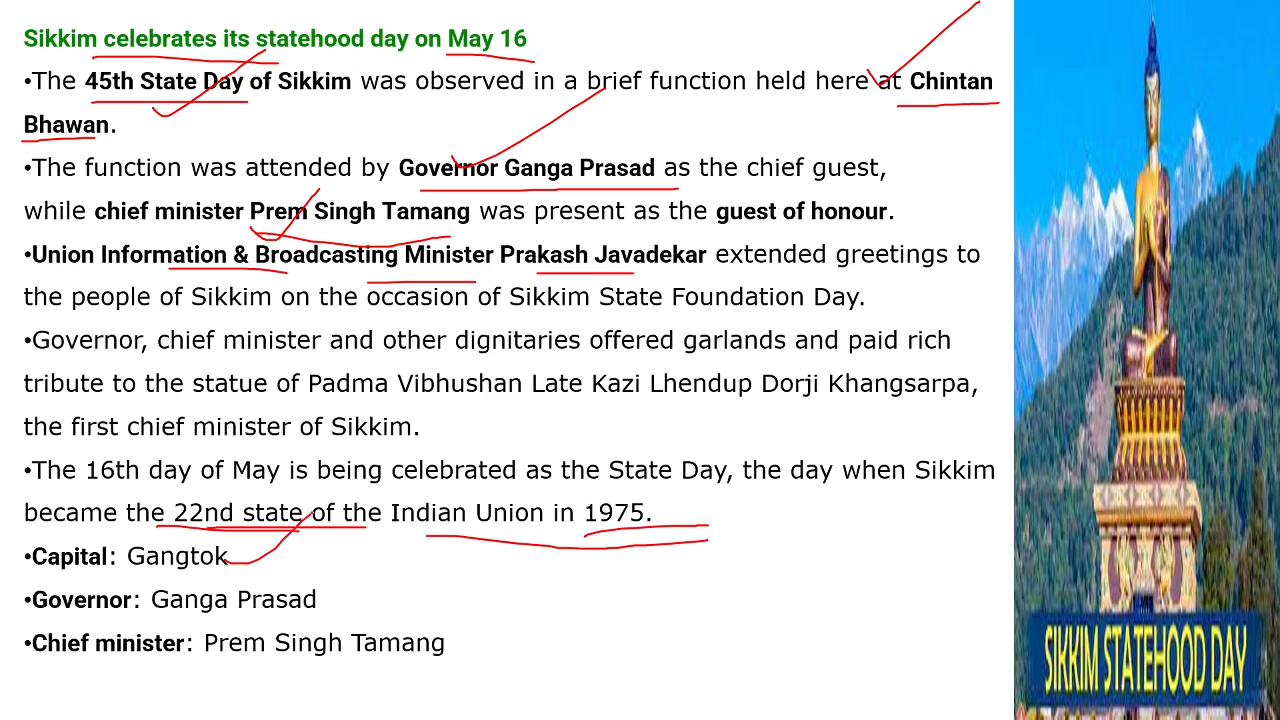 Sikkim celebrates its statehood day on May 16
•The 45th State Day of Sikkim was observed in a brief function held here at Chintan
Bhawan.
•The function was attended by Governor Ganga Prasad as the chief guest,
while chief minister Prem Singh Tamang was present as the guest of honour.
•Union Information & Broadcasting Minister Prakash Javadekar extended greetings to
the people of Sikkim on the occasion of Sikkim State Foundation Day.
•Governor, chief minister and other dignitaries offered garlands and paid rich
tribute to the statue of Padma Vibhushan Late Kazi Lhendup Dorji Khangsarpa,
the first chief minister of Sikkim.
•The 16th day of May is being celebrated as the State Day, the day when Sikkim
became the 22nd state of the Indian Union in 1975.
•Capital: Gangtok
•Governor: Ganga Prasad
•Chief minister: Prem Singh Tamang
SIKKIM STATEHOOD DAY